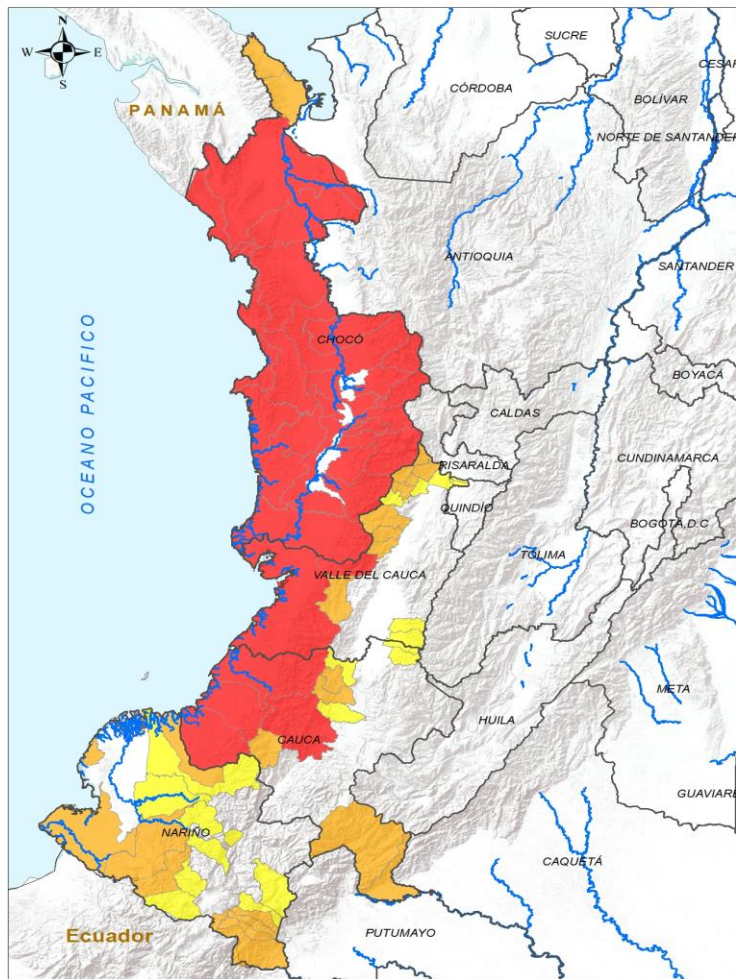 N
W E
S
SUCRE
CESAR
CÓRDOBA
BOLÍVAR
PANAMÁ
NORTE DE SANTANDER
ANTIOQUIA
SANTANDER
OCEANO PACIFICO
CHOCÓ
BOYACÁ
CALDAS
CUNDINAMARCA
RISARALDA
QUINDÍO
BOGOTÁ,D.C
TOLIMA
VALLE DEL CAUCA
META
HUILA
CAUCA
GUAVIARE
NARIÑO
CAQUETÁ
Ecuador
PUTUMAYO